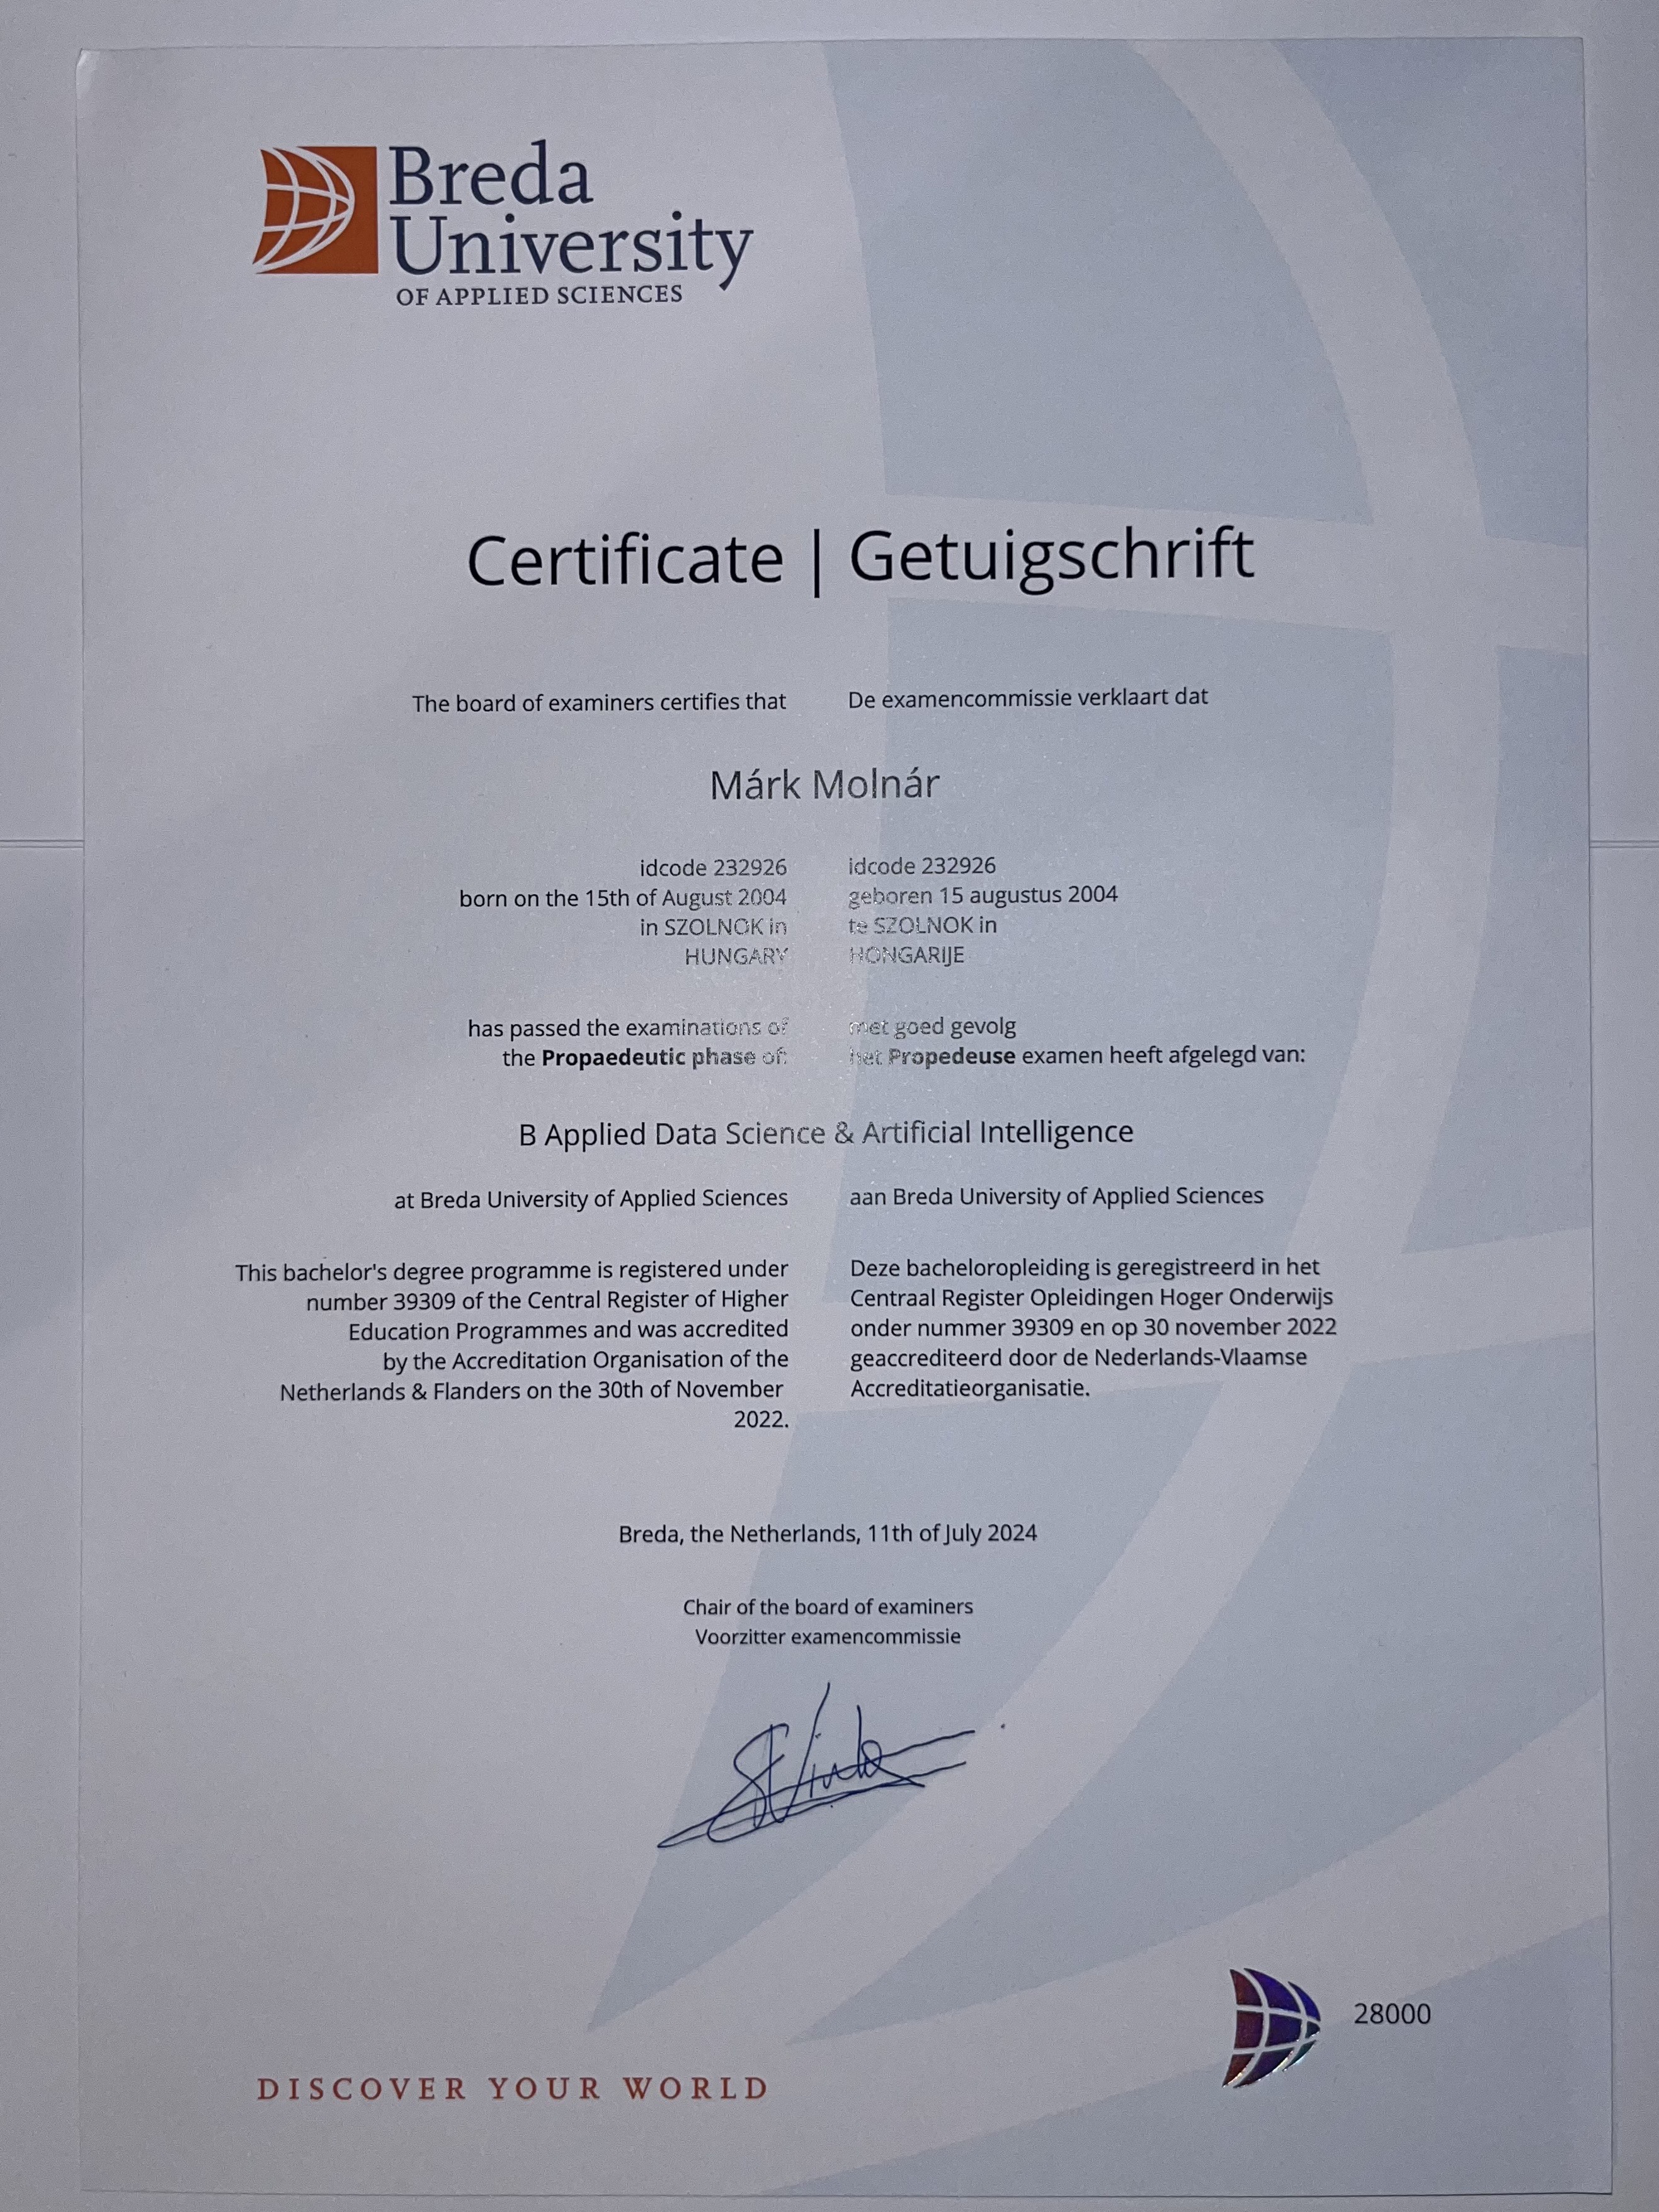 Breda
University
OF APPLIED SCIENCES
Certificate | Getuigschrift
The board of examiners certifies that
De examencommissie verklaart dat
Márk Molnár
idcode 232926
born on the 15th of August 2004
in SZOLNOK in
HUNGARY
idcode 232926
geboren 15 augustus 2004
te SZOLNOK in
HONGARIJE
has passed the examinations of
the Propaedeutic phase of:
met goed gevolg
het Propedeuse examen heeft afgelegd van:
B Applied Data Science & Artificial Intelligence
at Breda University of Applied Sciences
aan Breda University of Applied Sciences
This bachelor's degree programme is registered under
number 39309 of the Central Register of Higher
Education Programmes and was accredited
by the Accreditation Organisation of the
Netherlands & Flanders on the 30th of November
2022.
Deze bacheloropleiding is geregistreerd in het
Centraal Register Opleidingen Hoger Onderwijs
onder nummer 39309 en op 30 november 2022
geaccrediteerd door de Nederlands-Vlaamse
Accreditatieorganisatie.
Breda, the Netherlands, 11th of July 2024
Chair of the board of examiners
Voorzitter examencommissie
28000
DISCOVER YOUR WORLD